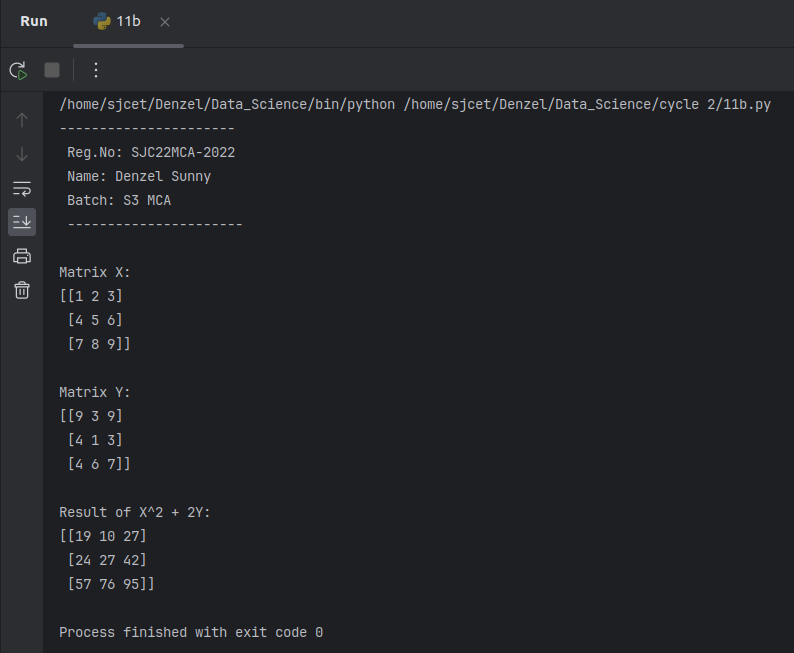 Run 11b
/home/sjcet/Denzel/Data_Science/bin/python /home/sjcet/Denzel/Data_Science/cycle 2/11b.py
----------------------
 Reg.No: SJC22MCA-2022
 Name: Denzel Sunny
 Batch: S3 MCA
 ----------------------
Matrix X:
[[1 2 3]
 [4 5 6]
 [7 8 9]]
Matrix Y:
[[9 3 9]
 [4 1 3]
 [4 6 7]]
Result of X^2 + 2Y:
[[19 10 27]
 [24 27 42]
 [57 76 95]]
Process finished with exit code 0